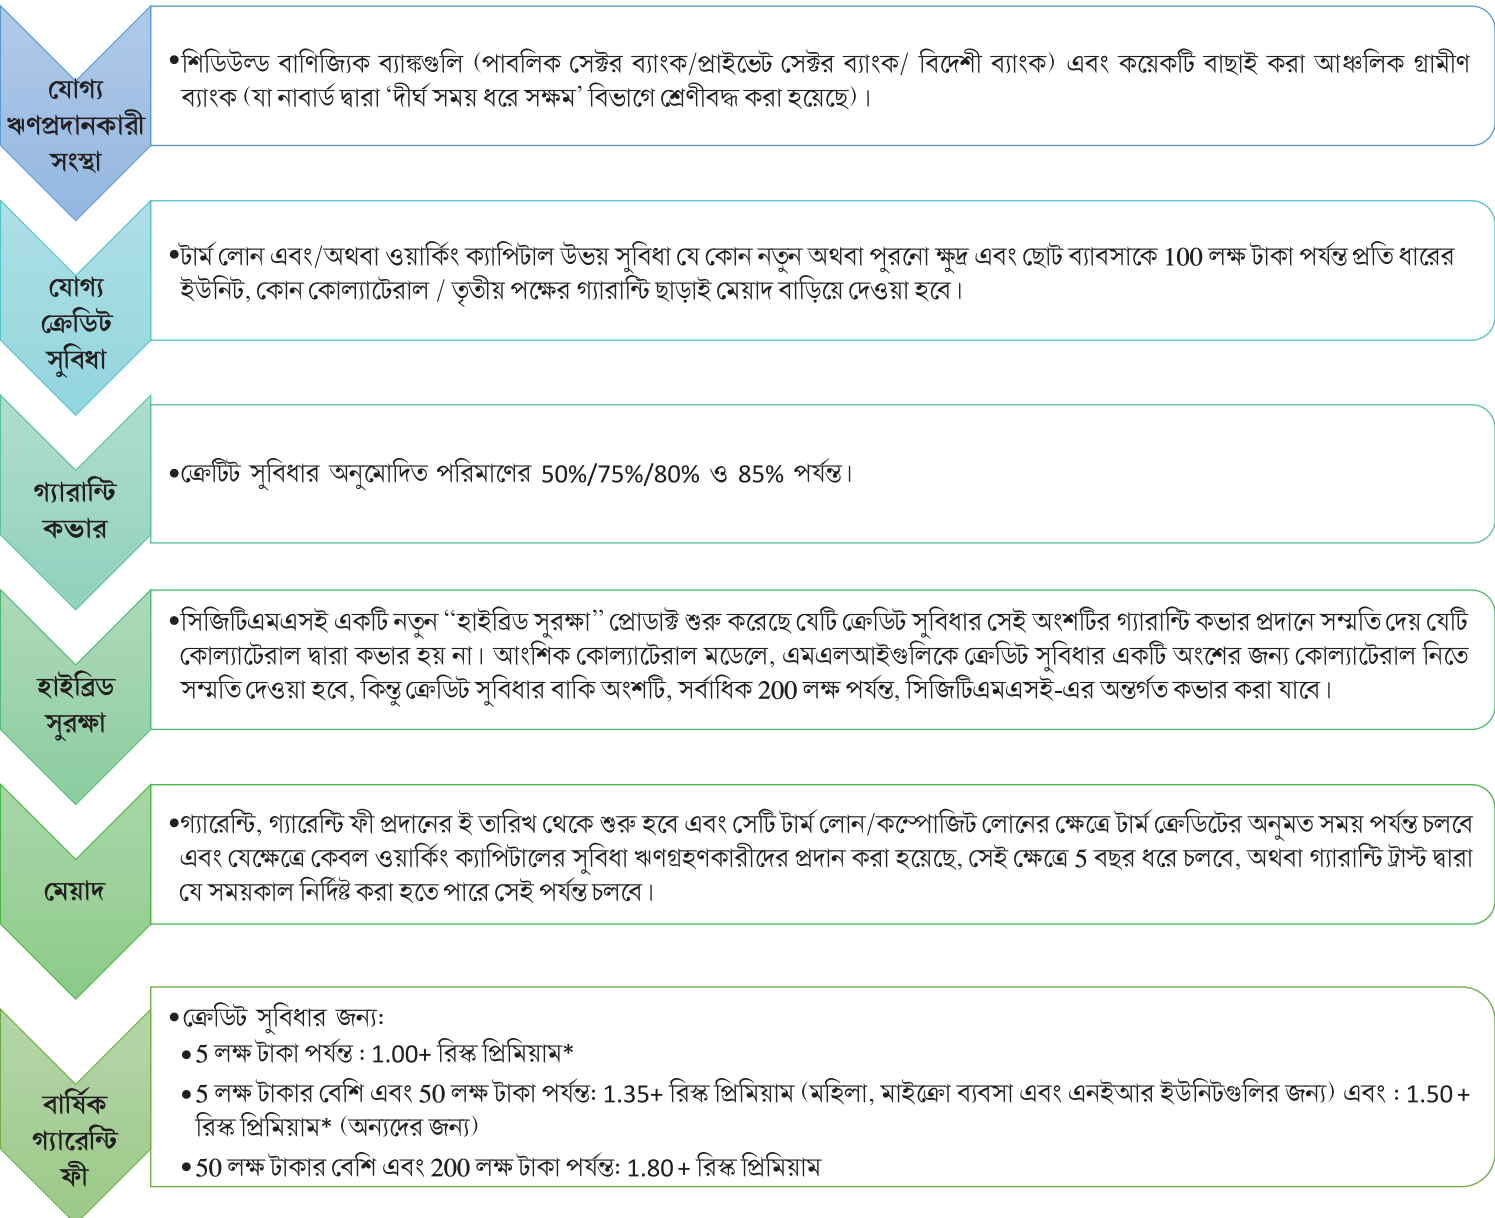 যোগ্য
ঋণপ্রদানকারী
সংস্থা
•শিডিউল্ড বাণিজ্যিক ব্যাঙ্কগুলি (পাবলিক সেক্টর ব্যাংক/প্রাইভেট সেক্টর ব্যাংক/ বিদেশী ব্যাংক) এবং কয়েকটি বাছাই করা আঞ্চলিক গ্রামীণ
ব্যাংক (যা নাবার্ড দ্বারা ‘দীর্ঘ সময় ধরে সক্ষম’ বিভাগে শ্রেণীবদ্ধ করা হয়েছে)।
যোগ্য
ক্রেডিট
সুবিধা
•টার্ম লোন এবং/অথবা ওয়ার্কিং ক্যাপিটাল উভয় সুবিধা যে কোন নতুন অথবা পুরনো ক্ষুদ্র এবং ছোট ব্যাবসাকে 100 লক্ষ টাকা পর্যন্ত প্রতি ধারের
ইউনিট, কোন কোল্যাটেরাল / তৃতীয় পক্ষের গ্যারান্টি ছাড়াই মেয়াদ বাড়িয়ে দেওয়া হবে।
গ্যারান্টি
কভার
•ক্রেটিট সুবিধার অনুমোদিত পরিমাণের 50%/75%/80% ও 85% পর্যন্ত।
হাইব্রিড
সুরক্ষা
•সিজিটিএমএসই একটি নতুন ‘‘হাইব্রিড সুরক্ষা’’ প্রোডাক্ট শুরু করেছে যেটি ক্রেডিট সুবিধার সেই অংশটির গ্যারান্টি কভার প্রদানে সম্মতি দেয় যেটি
কোল্যাটেরাল দ্বারা কভার হয় না। আংশিক কোল্যাটেরাল মডেলে, এমএলআইগুলিকে ক্রেডিট সুবিধার একটি অংশের জন্য কোল্যাটেরাল নিতে
সম্মতি দেওয়া হবে, কিন্তু ক্রেডিট সুবিধার বাকি অংশটি, সর্বাধিক 200 লক্ষ পর্যন্ত, সিজিটিএমএসই-এর অন্তর্গত কভার করা যাবে।
মেয়াদ
•গ্যারেন্টি, গ্যারেন্টি ফী প্রদানের ই তারিখ থেকে শুরু হবে এবং সেটি টার্ম লোন/কম্পোজিট লোনের ক্ষেত্রে টার্ম ক্রেডিটের অনুমত সময় পর্যন্ত চলবে
এবং যেক্ষেত্রে কেবল ওয়ার্কিং ক্যাপিটালের সুবিধা ঋণগ্রহণকারীদের প্রদান করা হয়েছে, সেই ক্ষেত্রে 5 বছর ধরে চলবে, অথবা গ্যারান্টি ট্রাস্ট দ্বারা
যে সময়কাল নির্দিষ্ট করা হতে পারে সেই পর্যন্ত চলবে।
বার্ষিক
গ্যারেন্টি
ফী
•ক্রেডিট সুবিধার জন্য:
•5 লক্ষ টাকা পর্যন্ত : 1.00+ রিস্ক প্রিমিয়াম*
•5 লক্ষ টাকার বেশি এবং 50 লক্ষ টাকা পর্যন্ত: 1.35+ রিস্ক প্রিমিয়াম (মহিলা, মাইক্রো ব্যবসা এবং এনইআর ইউনিটগুলির জন্য) এবং : 1.50+
রিস্ক প্রিমিয়াম* (অন্যদের জন্য)
•50 লক্ষ টাকার বেশি এবং 200 লক্ষ টাকা পর্যন্ত: 1.80+ রিস্ক প্রিমিয়াম